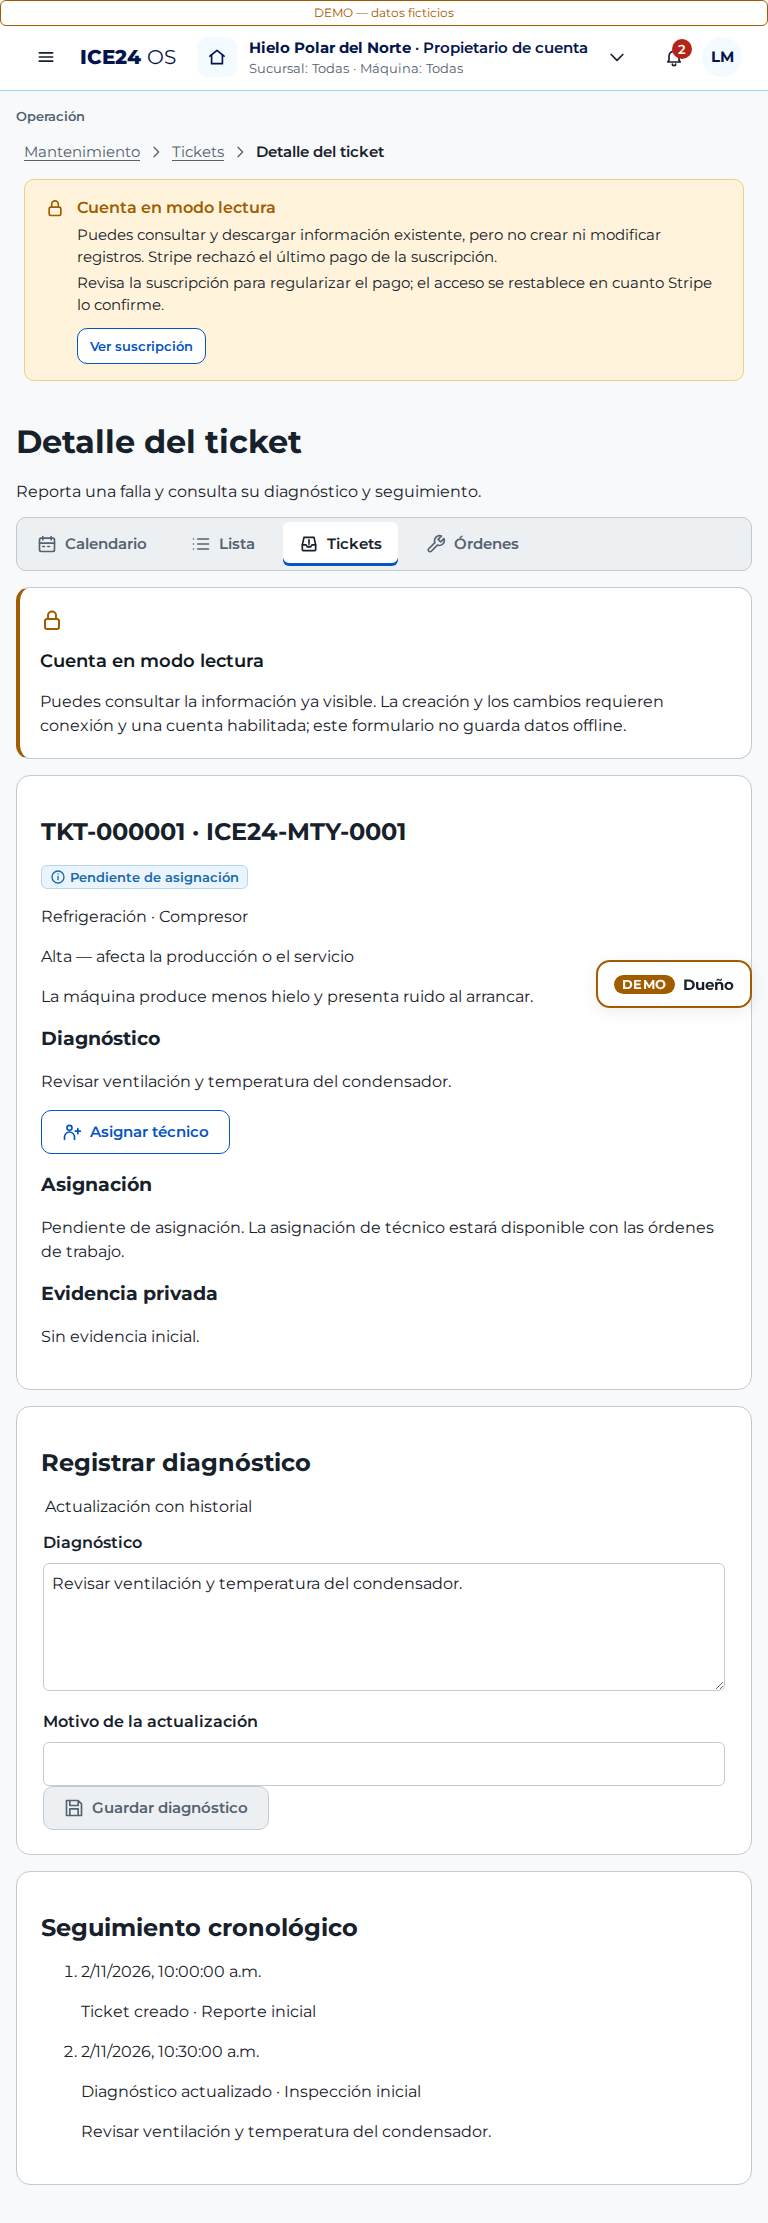 DEMO — datos ficticios
ICE24 OS
Hielo Polar del Norte · Propietario de cuenta
Sucursal: Todas · Máquina: Todas
2
LM
Operación
Mantenimiento > Tickets > Detalle del ticket
Cuenta en modo lectura
Puedes consultar y descargar información existente, pero no crear ni modificar
registros. Stripe rechazó el último pago de la suscripción.
Revisa la suscripción para regularizar el pago; el acceso se restablece en cuanto Stripe
lo confirme.
Ver suscripción
Detalle del ticket
Reporta una falla y consulta su diagnóstico y seguimiento.
Calendario Lista Tickets Órdenes
Cuenta en modo lectura
Puedes consultar la información ya visible. La creación y los cambios requieren
conexión y una cuenta habilitada; este formulario no guarda datos offline.
TKT-000001 · ICE24-MTY-0001
Pendiente de asignación
Refrigeración · Compresor
Alta — afecta la producción o el servicio
La máquina produce menos hielo y presenta ruido al arrancar.
DEMO Dueño
Diagnóstico
Revisar ventilación y temperatura del condensador.
Asignar técnico
Asignación
Pendiente de asignación. La asignación de técnico estará disponible con las órdenes
de trabajo.
Evidencia privada
Sin evidencia inicial.
Registrar diagnóstico
Actualización con historial
Diagnóstico
Revisar ventilación y temperatura del condensador.
Motivo de la actualización
Guardar diagnóstico
Seguimiento cronológico
1. 2/11/2026, 10:00:00 a.m.
Ticket creado · Reporte inicial
2. 2/11/2026, 10:30:00 a.m.
Diagnóstico actualizado · Inspección inicial
Revisar ventilación y temperatura del condensador.